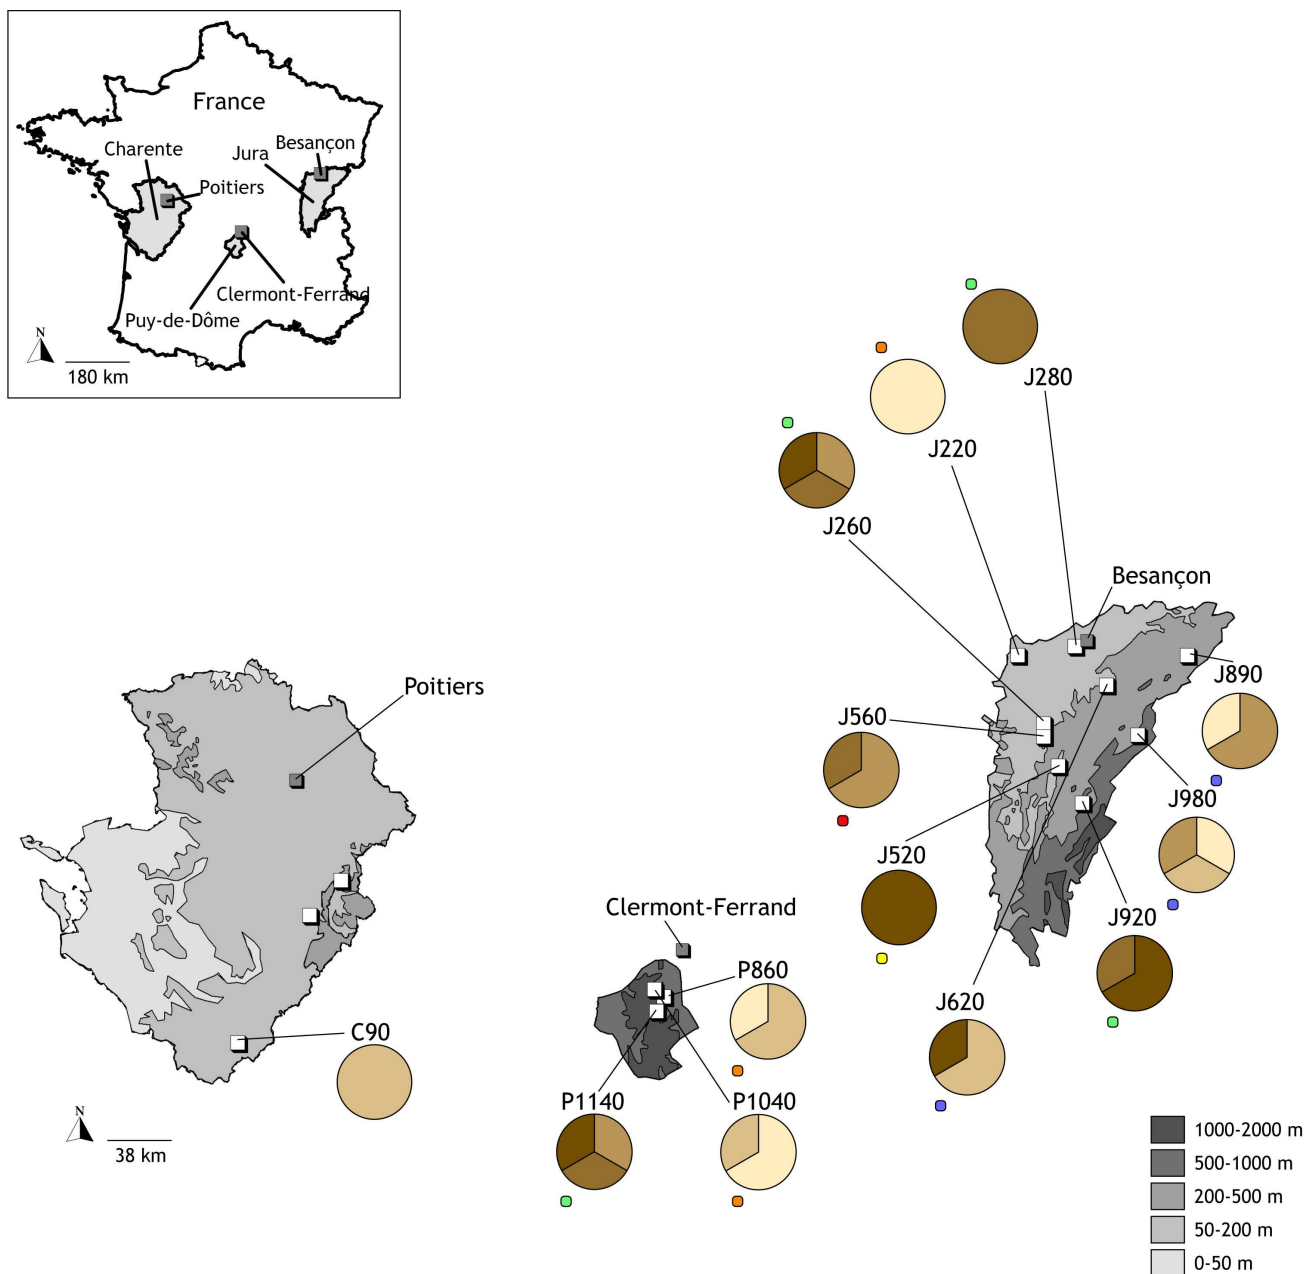 France
Charente
Jura
Besançon
Poitiers
Clermont-Ferrand
Puy-de-Dôme
N
180 km
J280
J220
J260
Besançon
J890
Poitiers
J560
J980
J520
Clermont-Ferrand
J920
P860
J620
C90
P1140
P1040
N
38 km
1000-2000 m
500-1000 m
200-500 m
50-200 m
0-50 m